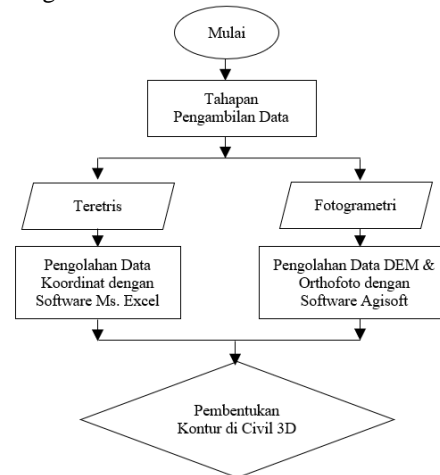 Mulai
Tahapan
Pengambilan Data
Teretris
Fotogrametri
Pengolahan Data
Koordinat dengan
Software Ms. Excel
Pengolahan Data DEM &
Orthofoto dengan
Software Agisoft
Pembentukan
Kontur di Civil 3D